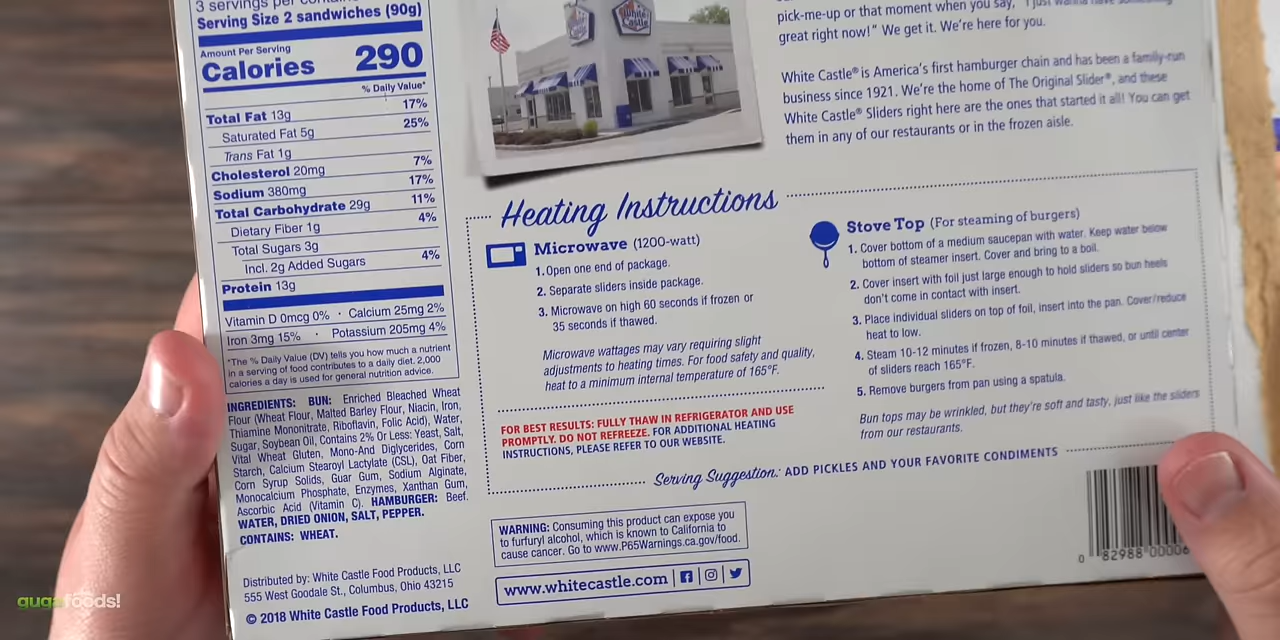 3 servings per
Serving Size 2 sandwiches (90g)
Amount Per Serving
Calories 290
% Daily Value*
Total Fat 13g 17%
Saturated Fat 5g 25%
Trans Fat 1g
Cholesterol 20mg 7%
Sodium 380mg 17%
Total Carbohydrate 29g 11%
Dietary Fiber 1g 4%
Total Sugars 3g
Incl. 2g Added Sugars 4%
Protein 13g
Vitamin D 0mcg 0% · Calcium 25mg 2%
Iron 3mg 15% · Potassium 205mg 4%
*The % Daily Value (DV) tells you how much a nutrient
in a serving of food contributes to a daily diet. 2,000
calories a day is used for general nutrition advice.
INGREDIENTS: BUN: Enriched Bleached Wheat
Flour (Wheat Flour, Malted Barley Flour, Niacin, Iron,
Thiamine Mononitrate, Riboflavin, Folic Acid), Water,
Sugar, Soybean Oil, Contains 2% Or Less: Yeast, Salt,
Vital Wheat Gluten, Mono-And Diglycerides, Corn
Starch, Calcium Stearoyl Lactylate (CSL), Oat Fiber,
Corn Syrup Solids, Guar Gum, Sodium Alginate,
Monocalcium Phosphate, Enzymes, Xanthan Gum,
Ascorbic Acid (Vitamin C). HAMBURGER: Beef.
WATER, DRIED ONION, SALT, PEPPER.
CONTAINS: WHEAT.
Distributed by: White Castle Food Products, LLC
555 West Goodale St., Columbus, Ohio 43215
© 2018 White Castle Food Products, LLC
White Castle
pick-me-up or that moment when you say, "I just wanna have something
great right now!" We get it. We're here for you.
White Castle® is America's first hamburger chain and has been a family-run
business since 1921. We're the home of The Original Slider®, and these
White Castle® Sliders right here are the ones that started it all! You can get
them in any of our restaurants or in the frozen aisle.
Heating Instructions
Microwave (1200-watt)
1. Open one end of package.
2. Separate sliders inside package.
3. Microwave on high 60 seconds if frozen or
35 seconds if thawed.
Microwave wattages may vary requiring slight
adjustments to heating times. For food safety and quality,
heat to a minimum internal temperature of 165°F.
FOR BEST RESULTS: FULLY THAW IN REFRIGERATOR AND USE
PROMPTLY. DO NOT REFREEZE. FOR ADDITIONAL HEATING
INSTRUCTIONS, PLEASE REFER TO OUR WEBSITE.
Stove Top (For steaming of burgers)
1. Cover bottom of a medium saucepan with water. Keep water below
bottom of steamer insert. Cover and bring to a boil.
2. Cover insert with foil just large enough to hold sliders so bun heels
don't come in contact with insert.
3. Place individual sliders on top of foil, insert into the pan. Cover/reduce
heat to low.
4. Steam 10-12 minutes if frozen, 8-10 minutes if thawed, or until center
of sliders reach 165°F.
5. Remove burgers from pan using a spatula.
Bun tops may be wrinkled, but they're soft and tasty, just like the sliders
from our restaurants.
Serving Suggestion: ADD PICKLES AND YOUR FAVORITE CONDIMENTS
WARNING: Consuming this product can expose you
to furfuryl alcohol, which is known to California to
cause cancer. Go to www.P65Warnings.ca.gov/food.
www.whitecastle.com
0 82988 00006
gugafoods!